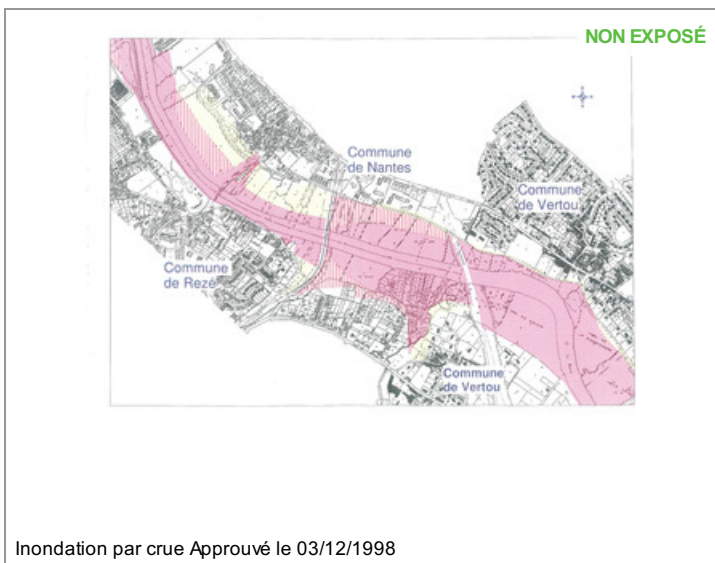 NON EXPOSÉ
Commune
de Nantes
Commune
de Vertou
Commune
de Rezé
Commune
de Vertou
Inondation par crue Approuvé le 03/12/1998